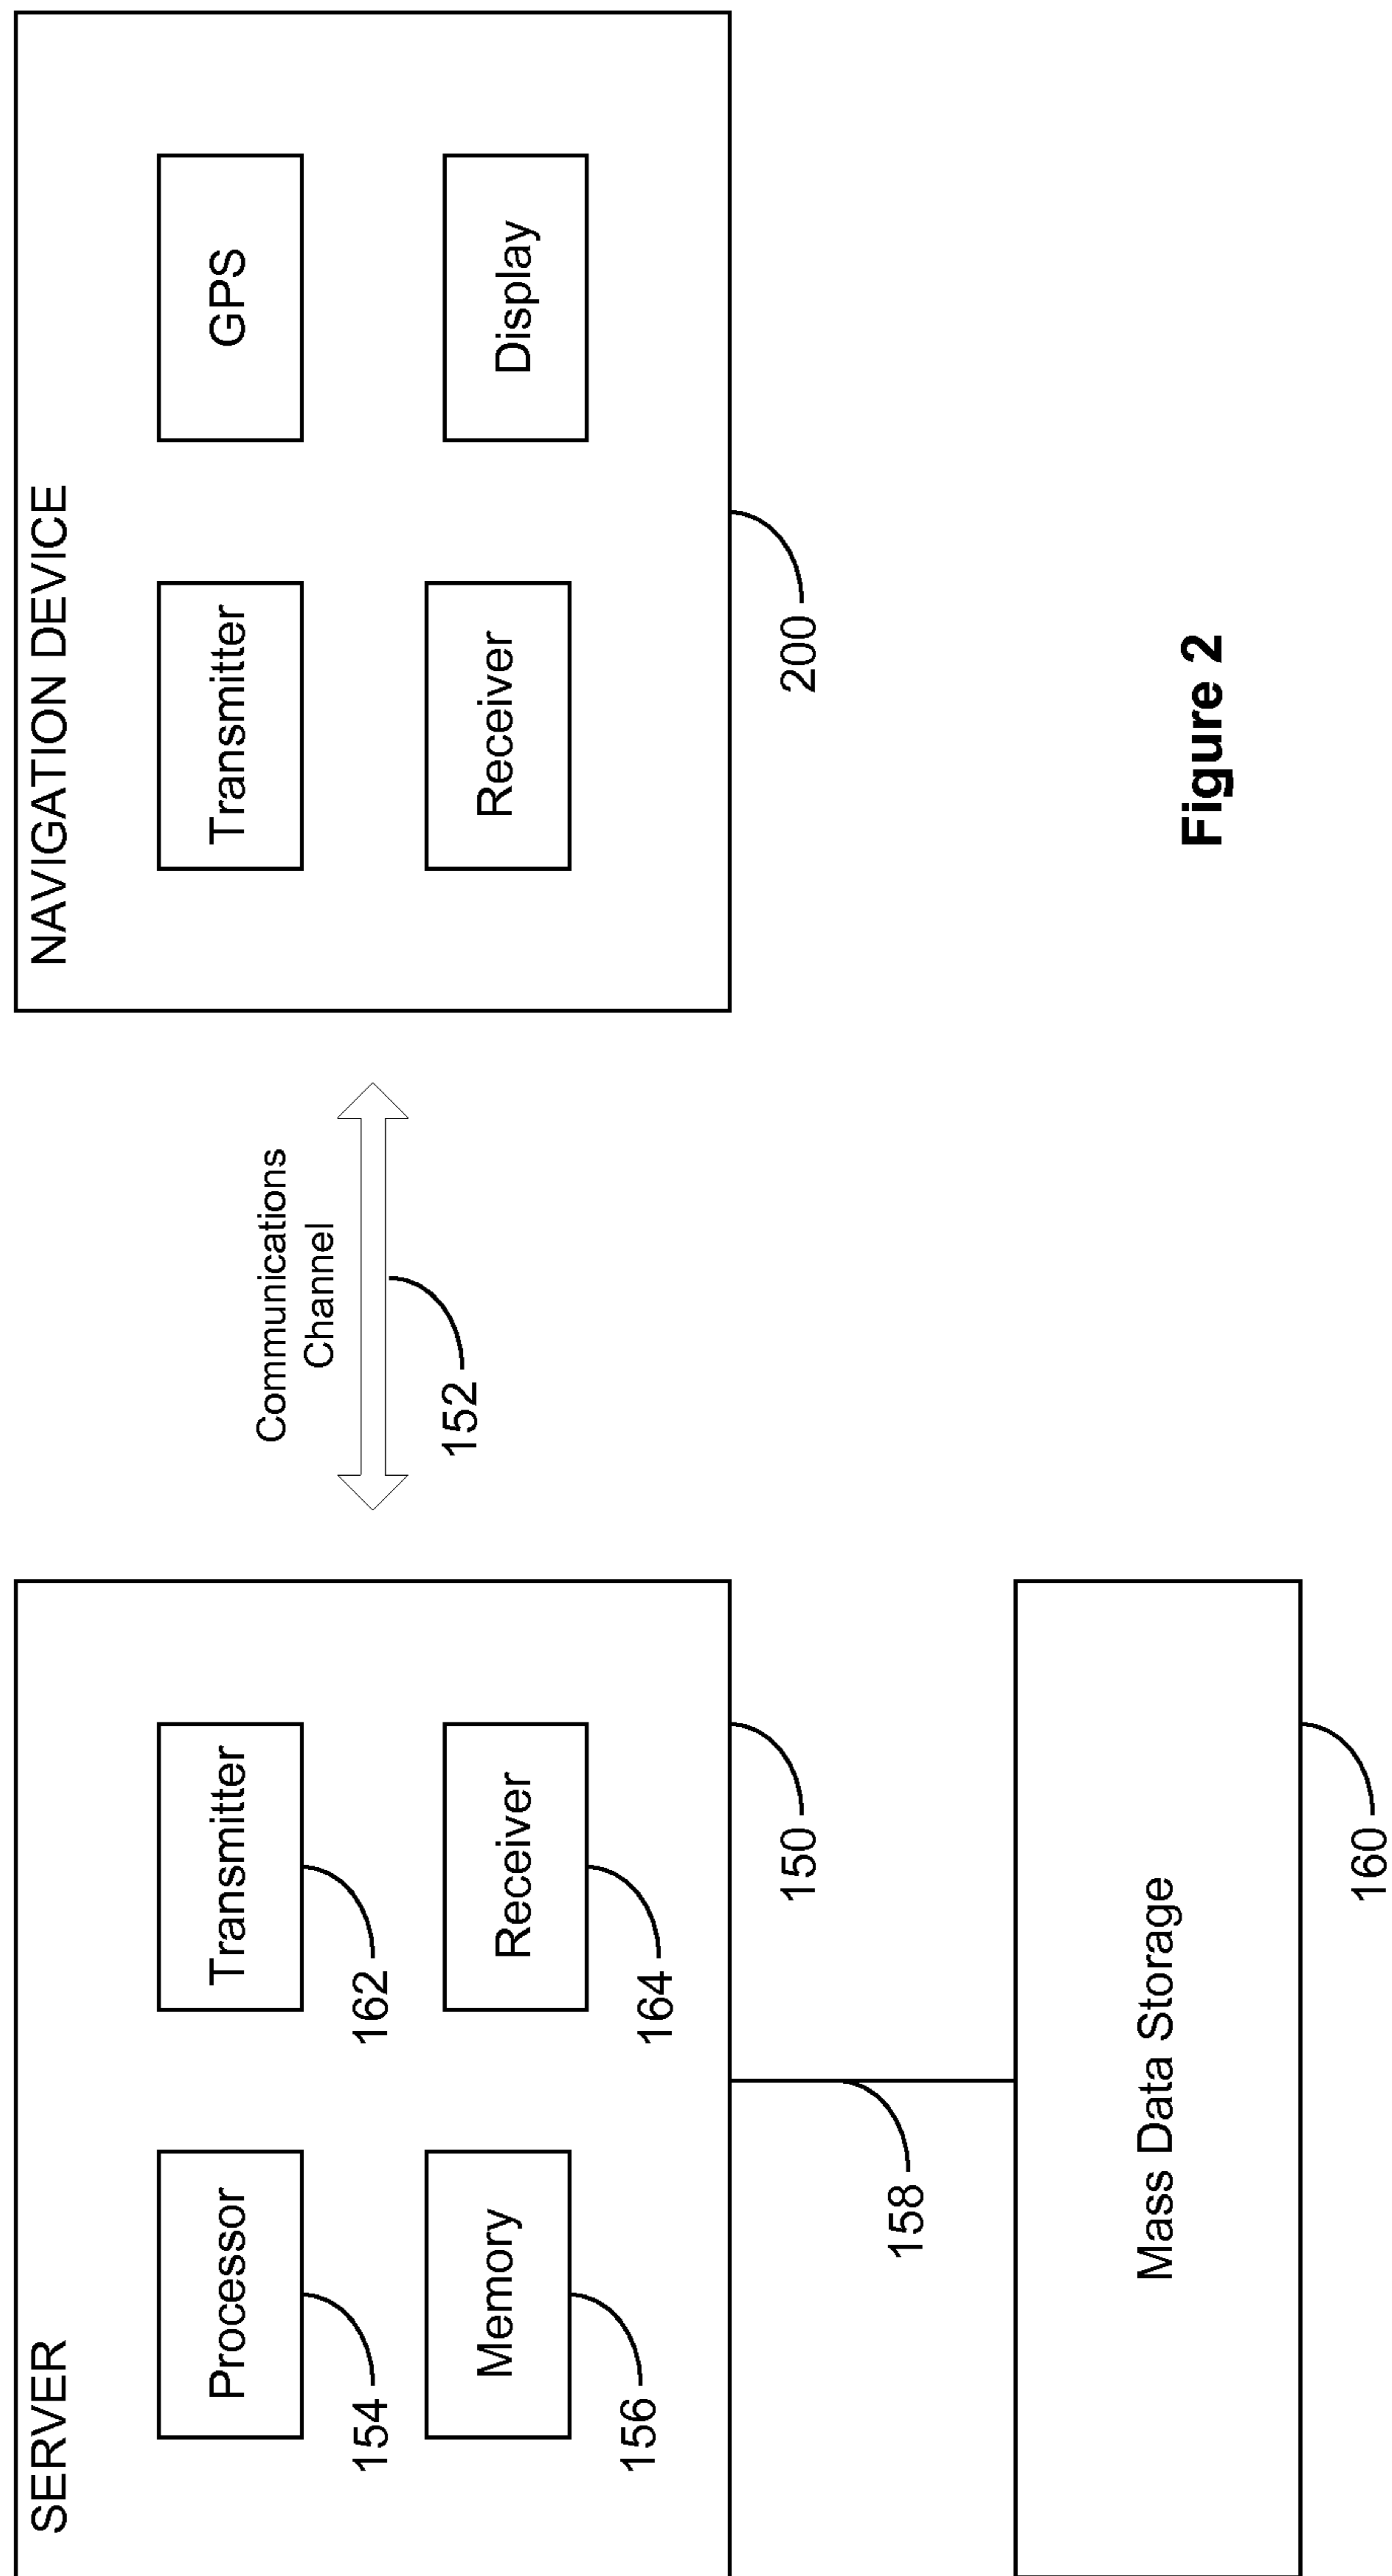 SERVER
Processor
154
Memory
156
Transmitter
162
Receiver
164
150
158
Mass Data Storage
160
Communications
Channel
152
NAVIGATION DEVICE
Transmitter
GPS
Receiver
Display
200
Figure 2